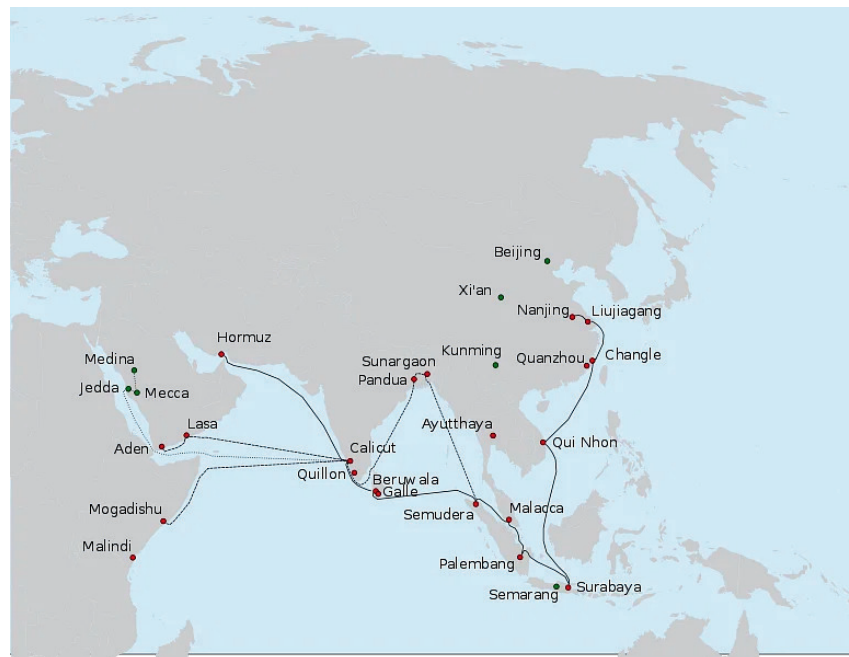 Beijing
Xi'an
Nanjing
Liujiagang
Hormuz
Kunming
Quanzhou
Changle
Medina
Sunargaon
Pandua
Jedda
Mecca
Lasa
Ayutthaya
Aden
Calicut
Qui Nhon
Quillon
Beruwala
Galle
Mogadishu
Semudera
Malacca
Malindi
Palembang
Semarang
Surabaya